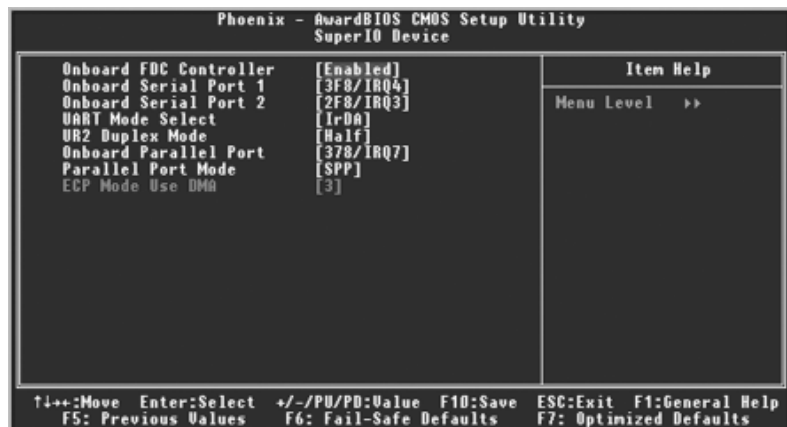 Phoenix - AwardBIOS CMOS Setup Utility
SuperIO Device
Onboard FDC Controller [Enabled]
Onboard Serial Port 1 [3F8/IRQ4]
Onboard Serial Port 2 [2F8/IRQ3]
UART Mode Select [IrDA]
UR2 Duplex Mode [Half]
Onboard Parallel Port [378/IRQ7]
Parallel Port Mode [SPP]
ECP Mode Use DMA [3]
Item Help
Menu Level ►►
↑↓→←:Move Enter:Select +/-/PU/PD:Value F10:Save ESC:Exit F1:General Help
F5: Previous Values F6: Fail-Safe Defaults F7: Optimized Defaults